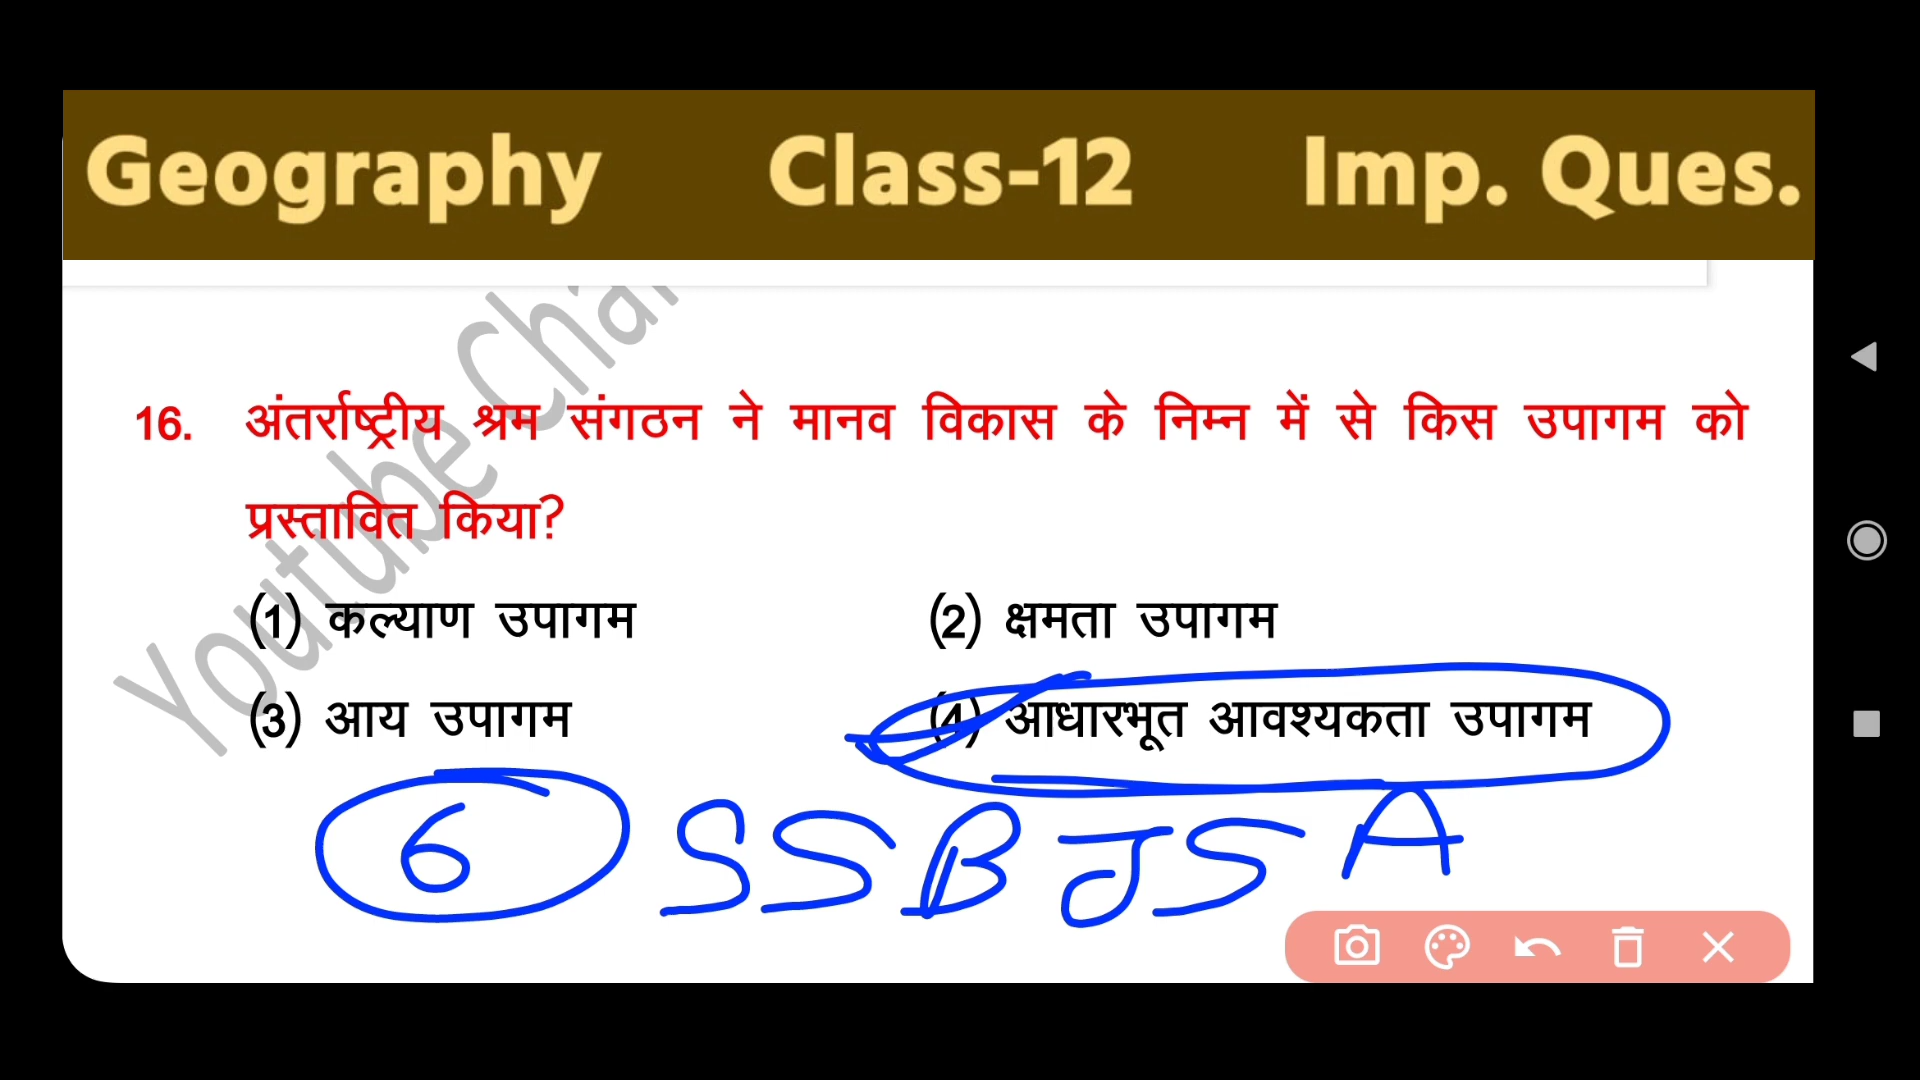 Geography Class-12 Imp. Ques.
16. अंतर्राष्ट्रीय श्रम संगठन ने मानव विकास के निम्न में से किस उपागम को
प्रस्तावित किया?
(1) कल्याण उपागम (2) क्षमता उपागम
(3) आय उपागम (4) आधारभूत आवश्यकता उपागम
6 SSBJSA
Youtube